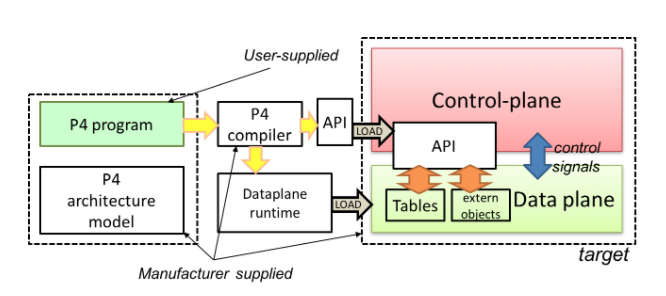 User-supplied
P4 program
P4
compiler
API
LOAD
Control-plane
API
control
signals
P4
architecture
model
Dataplane
runtime
LOAD
Tables
extern
objects
Data plane
target
Manufacturer supplied